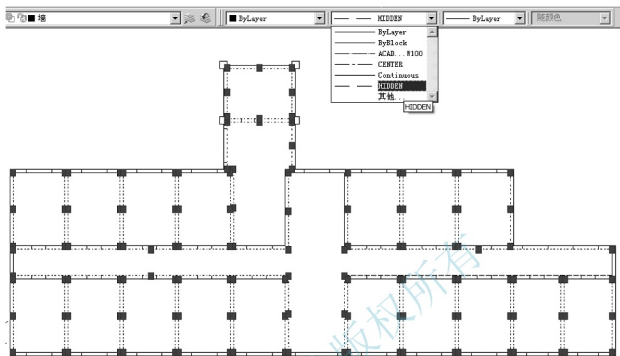 墙
ByLayer
HIDDEN
ByLayer
随颜色
ByLayer
ByBlock
ACAD...W100
CENTER
Continuous
HIDDEN
其他...
HIDDEN
版权所有